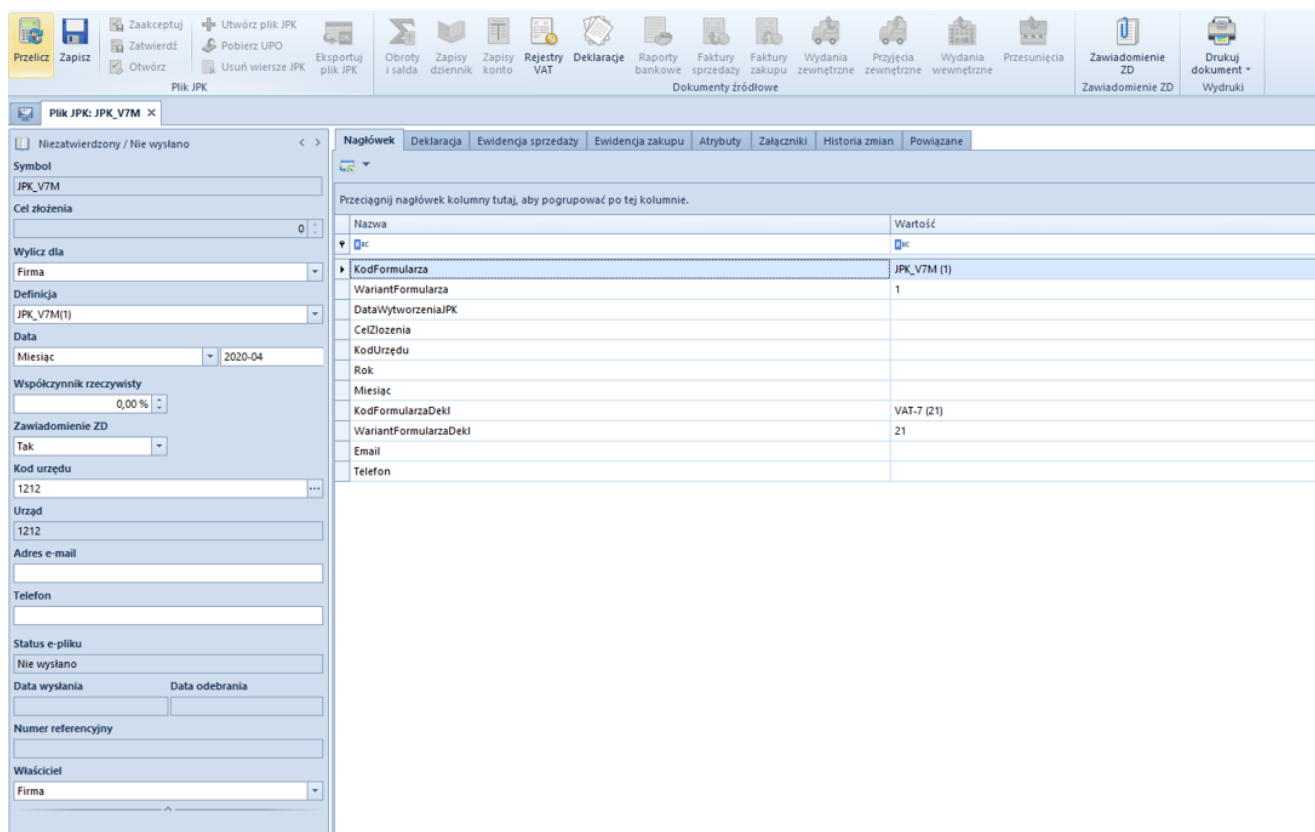 Przelicz
Zapisz
Zaakceptuj
Zatwierdź
Otwórz
Utwórz plik JPK
Pobierz UPO
Usuń wiersze JPK
Eksportuj plik JPK
Plik JPK
Obroty i salda
Zapisy dziennik
Zapisy konto
Rejestry VAT
Deklaracje
Raporty bankowe
Faktury sprzedaży
Faktury zakupu
Wydania zewnętrzne
Przyjęcia zewnętrzne
Wydania wewnętrzne
Przesunięcia
Dokumenty źródłowe
Zawiadomienie ZD
Zawiadomienie ZD
Drukuj dokument
Wydruki
Plik JPK: JPK_V7M
Niezatwierdzony / Nie wysłano
Symbol
JPK_V7M
Cel złożenia
0
Wylicz dla
Firma
Definicja
JPK_V7M(1)
Data
Miesiąc 2020-04
Współczynnik rzeczywisty
0,00 %
Zawiadomienie ZD
Tak
Kod urzędu
1212
Urząd
1212
Adres e-mail
Telefon
Status e-pliku
Nie wysłano
Data wysłania Data odebrania
Numer referencyjny
Właściciel
Firma
Nagłówek Deklaracja Ewidencja sprzedaży Ewidencja zakupu Atrybuty Załączniki Historia zmian Powiązane
Przeciągnij nagłówek kolumny tutaj, aby pogrupować po tej kolumnie.
Nazwa Wartość
KodFormularza JPK_V7M (1)
WariantFormularza 1
DataWytworzeniaJPK
CelZlozenia
KodUrzędu
Rok
Miesiąc
KodFormularzaDekl VAT-7 (21)
WariantFormularzaDekl 21
Email
Telefon